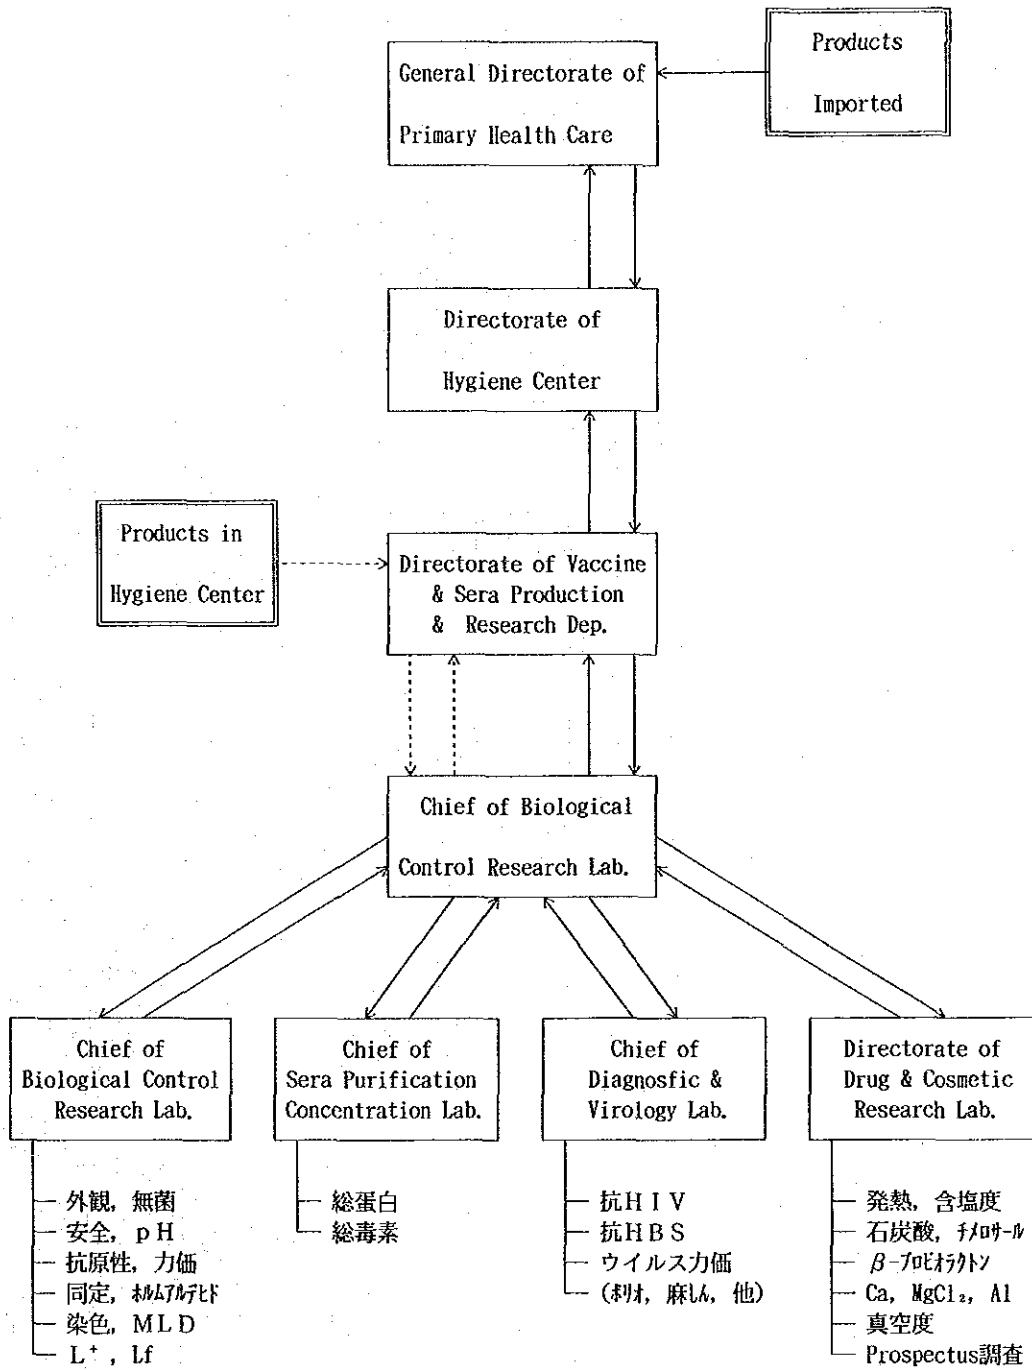 Products
Imported
General Directorate of
Primary Health Care
Directorate of
Hygiene Center
Products in
Hygiene Center
Directorate of Vaccine
& Sera Production
& Research Dep.
Chief of Biological
Control Research Lab.
Chief of
Biological Control
Research Lab.
外観, 無菌
安全, pH
抗原性, 力価
同定, ホルムアルデヒド
染色, MLD
L⁺, Lf
Chief of
Sera Purification
Concentration Lab.
総蛋白
総毒素
Chief of
Diagnosfic &
Virology Lab.
抗HIV
抗HBS
ウイルス力価
(ポリオ, 麻しん, 他)
Directorate of
Drug & Cosmetic
Research Lab.
発熱, 含塩度
石炭酸, チメロサール
β-プロピオラクトン
Ca, MgCl₂, Al
真空度
Prospectus調査